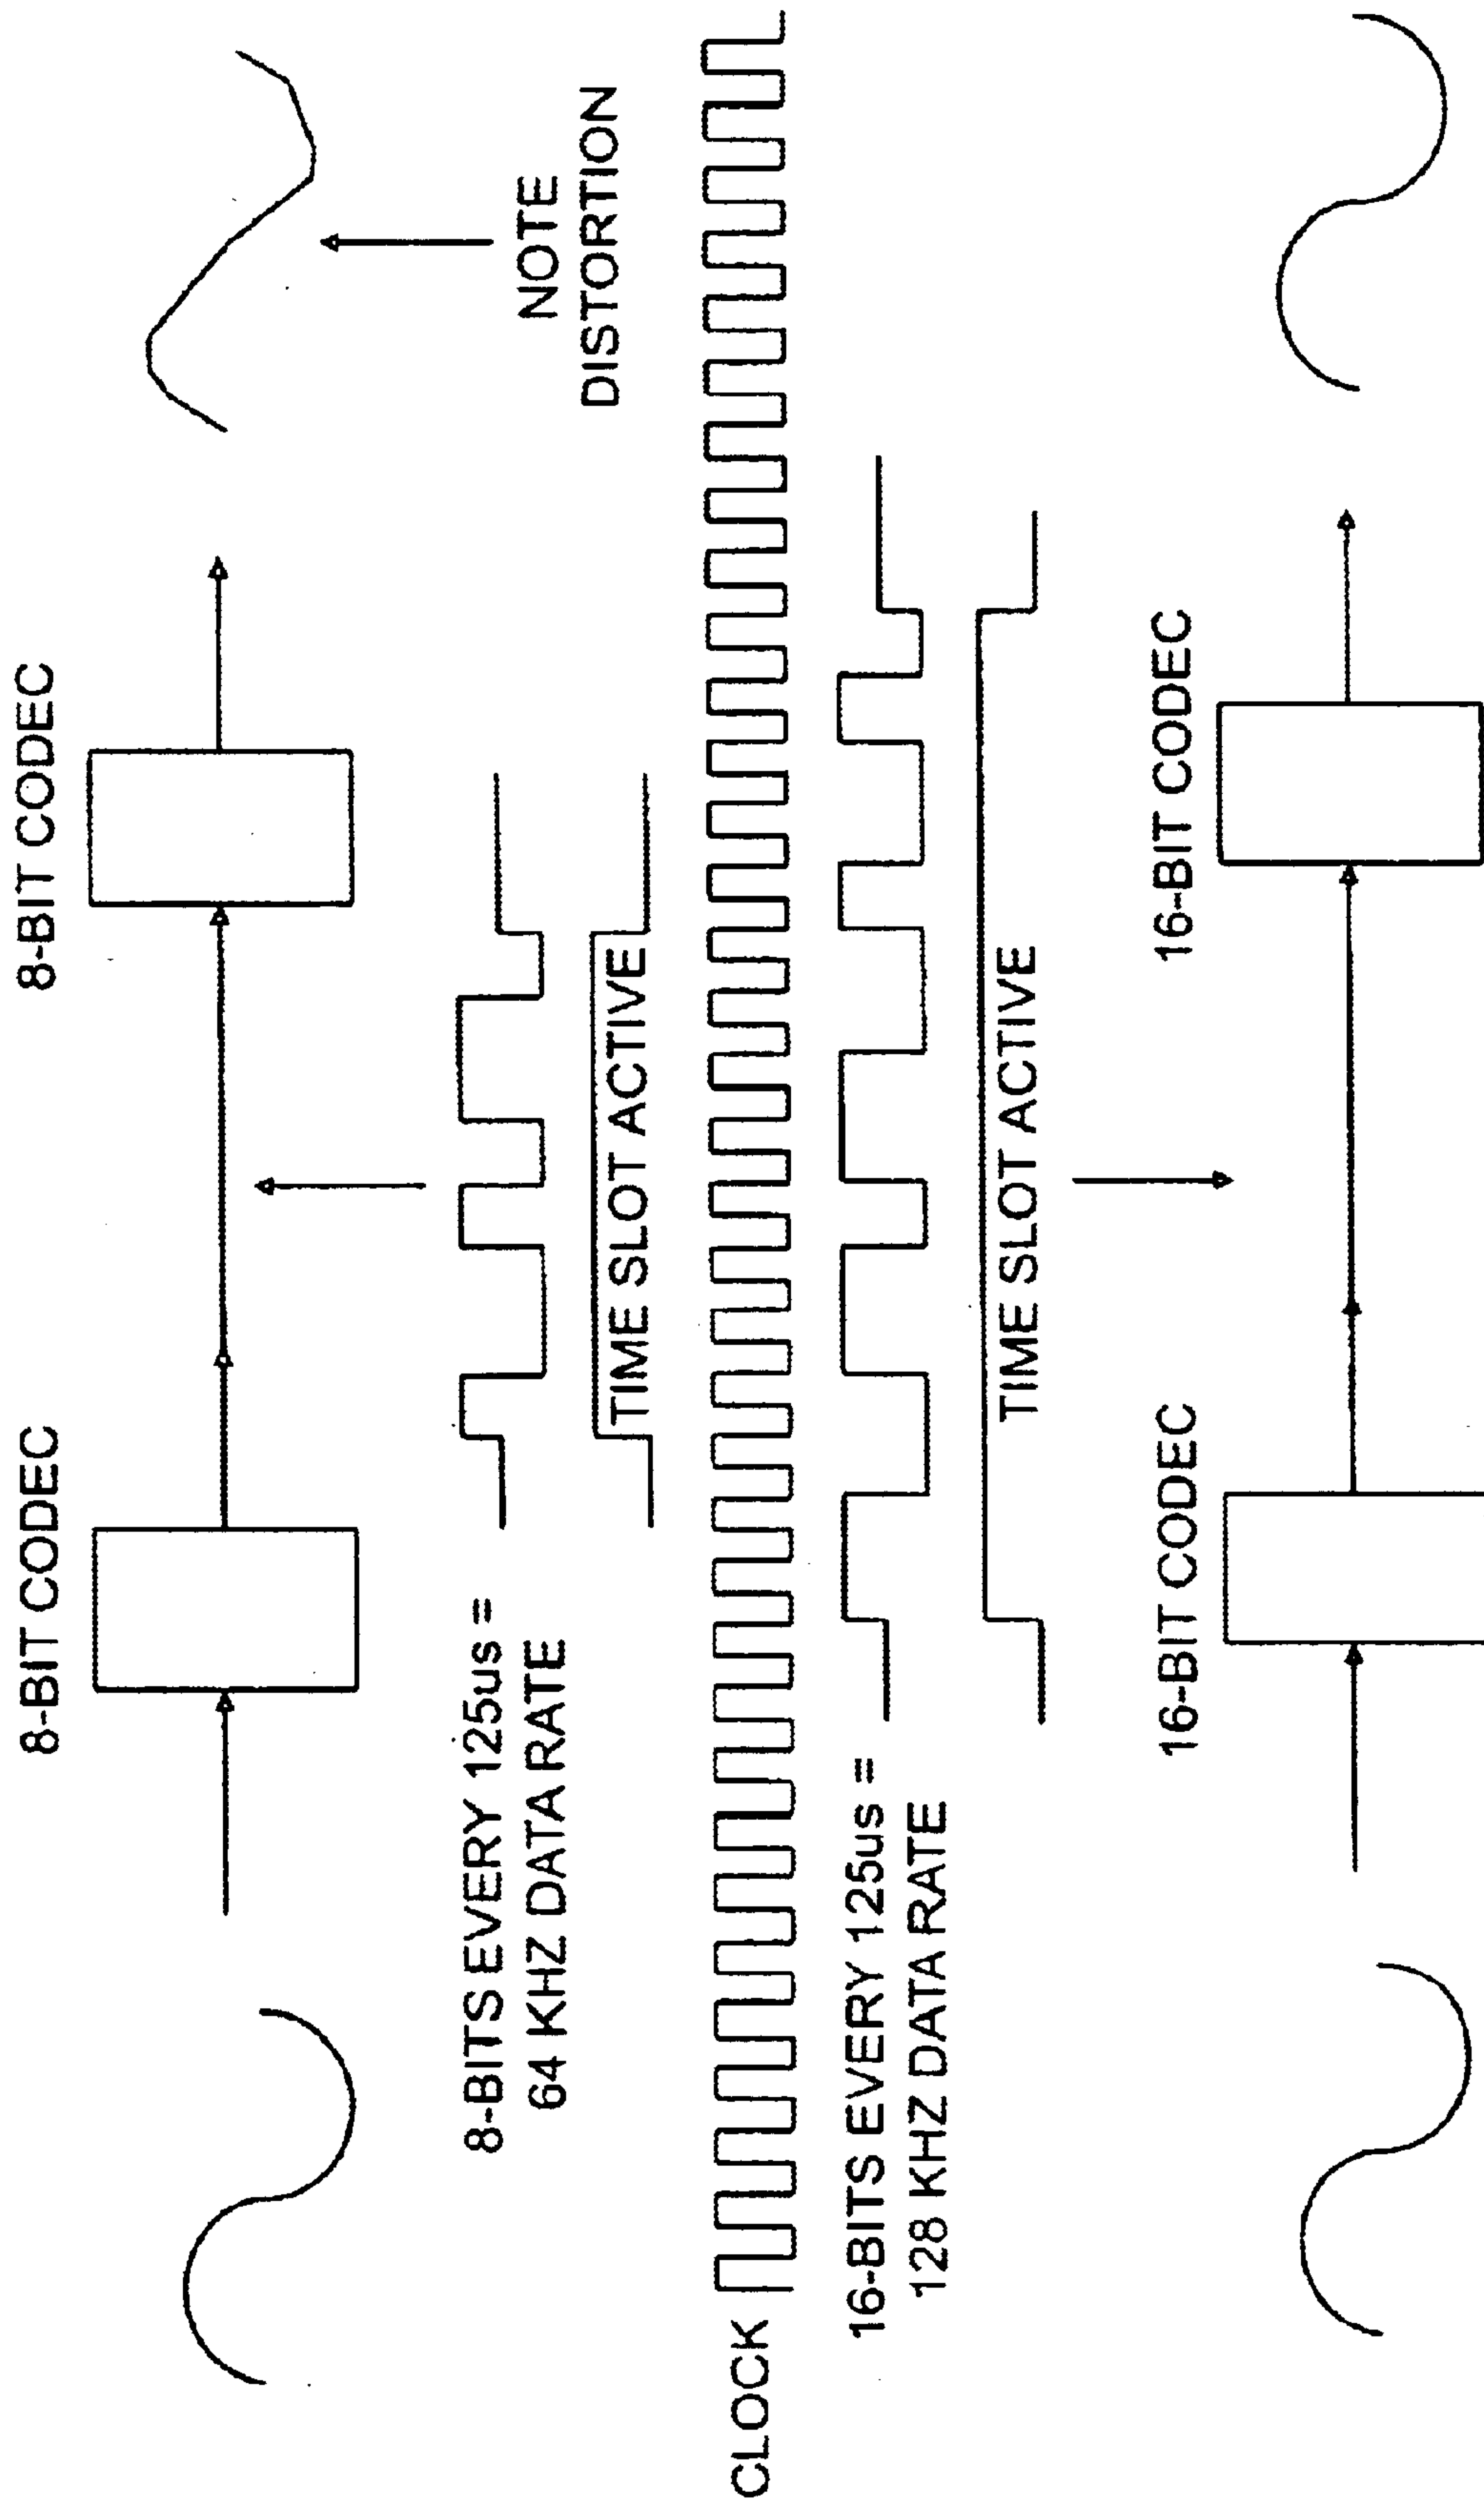 8-BIT CODEC
8-BIT CODEC
8-BITS EVERY 125us =
64 KHZ DATA RATE
TIME SLOT ACTIVE
NOTE
DISTORTION
CLOCK
16-BITS EVERY 125us =
128 KHZ DATA RATE
TIME SLOT ACTIVE
16-BIT CODEC
16-BIT CODEC